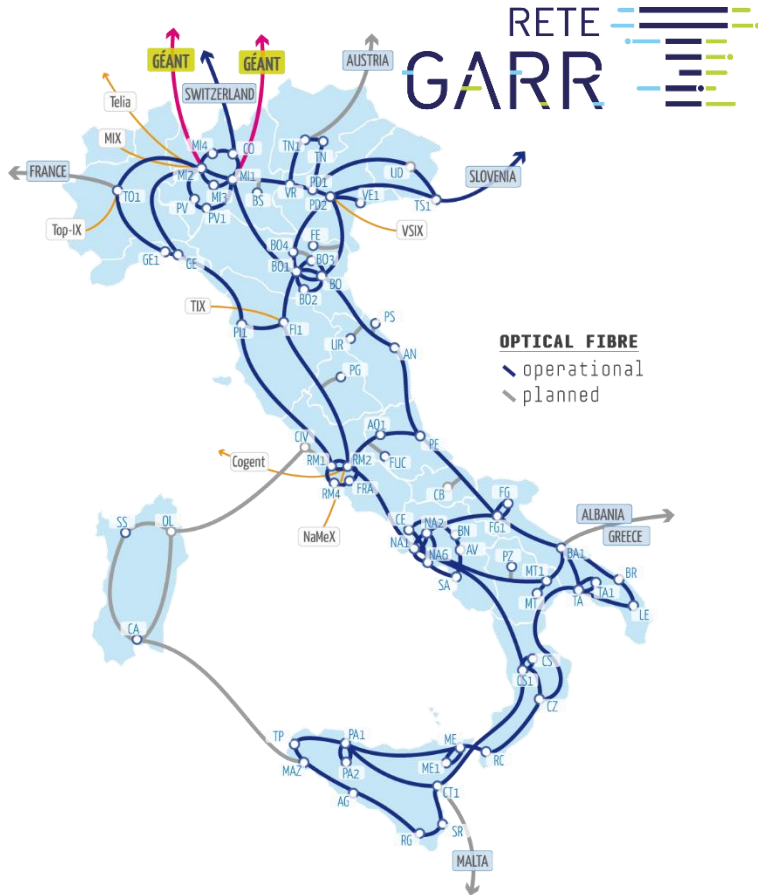 RETE
GARR
GÉANT
GÉANT
AUSTRIA
SWITZERLAND
Telia
MIX
MI4
CO
TN1
TN
FRANCE
MI2
MI1
UD
SLOVENIA
TO1
MI3
BS
VR
PD1
PV
PV1
PD2
VE1
TS1
Top-IX
VSIX
GE1
GE
BO4
FE
BO3
BO1
BO
BO2
TIX
PI1
FI1
PS
UR
AN
OPTICAL FIBRE
operational
planned
PG
AQ1
PE
CIV
RM1
RM2
FUC
Cogent
RM4
FRA
CB
FG
NaMeX
CE
NA2
BN
FG1
ALBANIA
GREECE
SS
OL
NA1
AV
BA1
NA6
PZ
MT1
BR
SA
MT
TA
TA1
LE
CA
CS
CS1
CZ
TP
PA1
ME
RC
MAZ
PA2
ME1
AG
CT1
RG
SR
MALTA